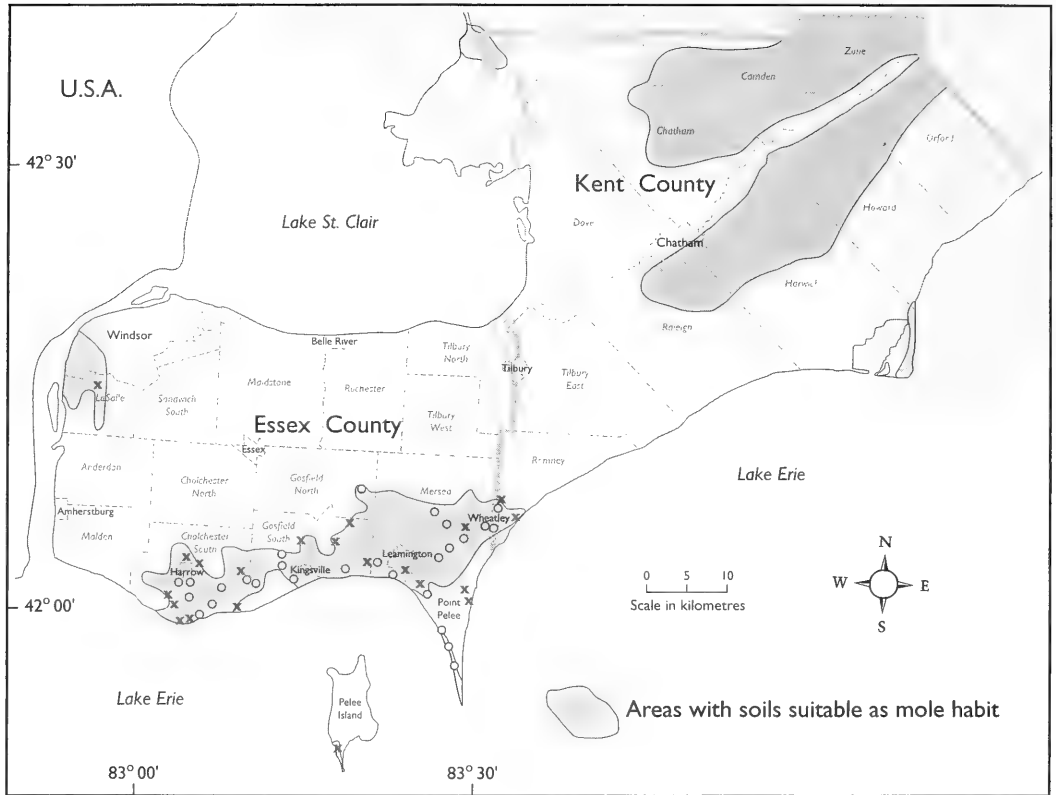 U.S.A.
42° 30'
Lake St. Clair
Zone
Camden
Chatham
Orford
Kent County
Dover
Howard
Chatham
Harwich
Raleigh
Windsor
Belle River
Tilbury
North
Tilbury
Tilbury
East
LaSalle
Sandwich
South
Maidstone
Rochester
Essex County
Tilbury
West
Essex
Romney
Anderdon
Colchester
North
Gosfield
North
Mersea
Lake Erie
Amherstburg
Malden
Colchester
South
Gosfield
South
Wheatley
Harrow
Kingsville
Leamington
42° 00'
Point
Pelee
N
W
E
S
0 5 10
Scale in kilometres
Lake Erie
Pelee
Island
Areas with soils suitable as mole habit
83° 00'
83° 30'